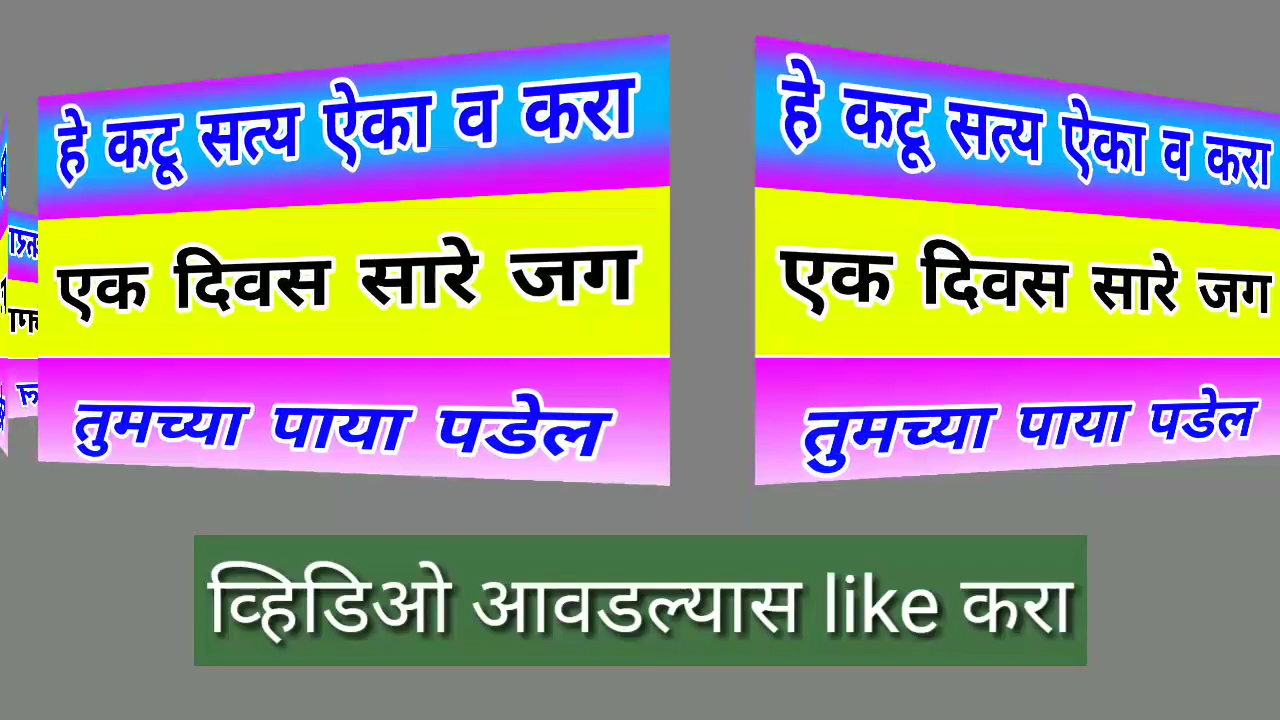 हे कटू सत्य ऐका व करा
एक दिवस सारे जग
तुमच्या पाया पडेल
हे कटू सत्य ऐका व करा
एक दिवस सारे जग
तुमच्या पाया पडेल
व्हिडिओ आवडल्यास like करा